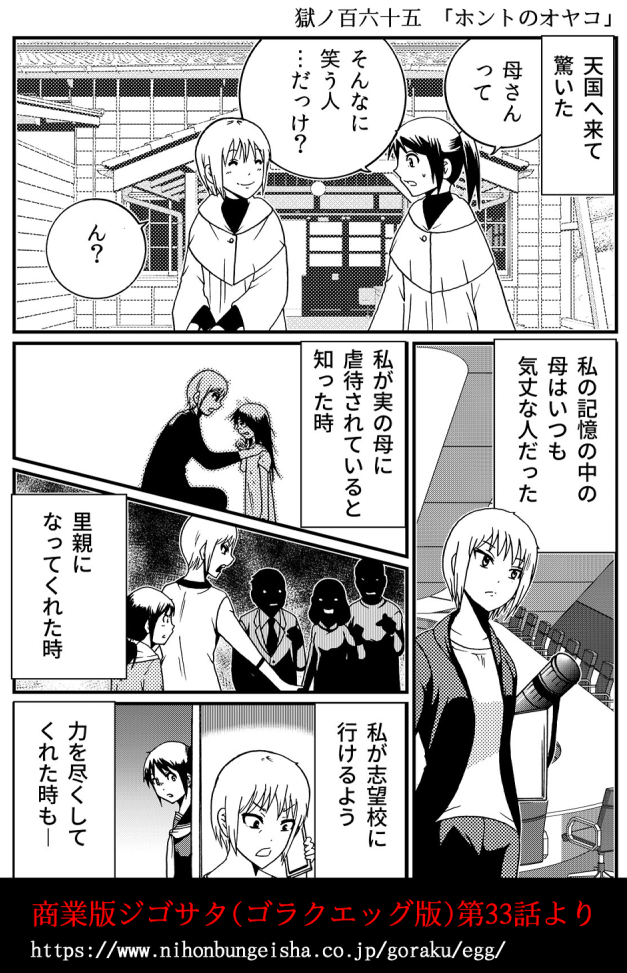 獄ノ百六十五 「ホントのオヤコ」
天国へ来て
驚いた
母さん
って
そんなに
笑う人
…だっけ?
ん?
私の記憶の中の
母はいつも
気丈な人だった
私が実の母に
虐待されていると
知った時
里親に
なってくれた時
私が志望校に
行けるよう
力を尽くして
くれた時も―
商業版ジゴサタ(ゴラクエッグ版)第33話より
https://www.nihonbungeisha.co.jp/goraku/egg/